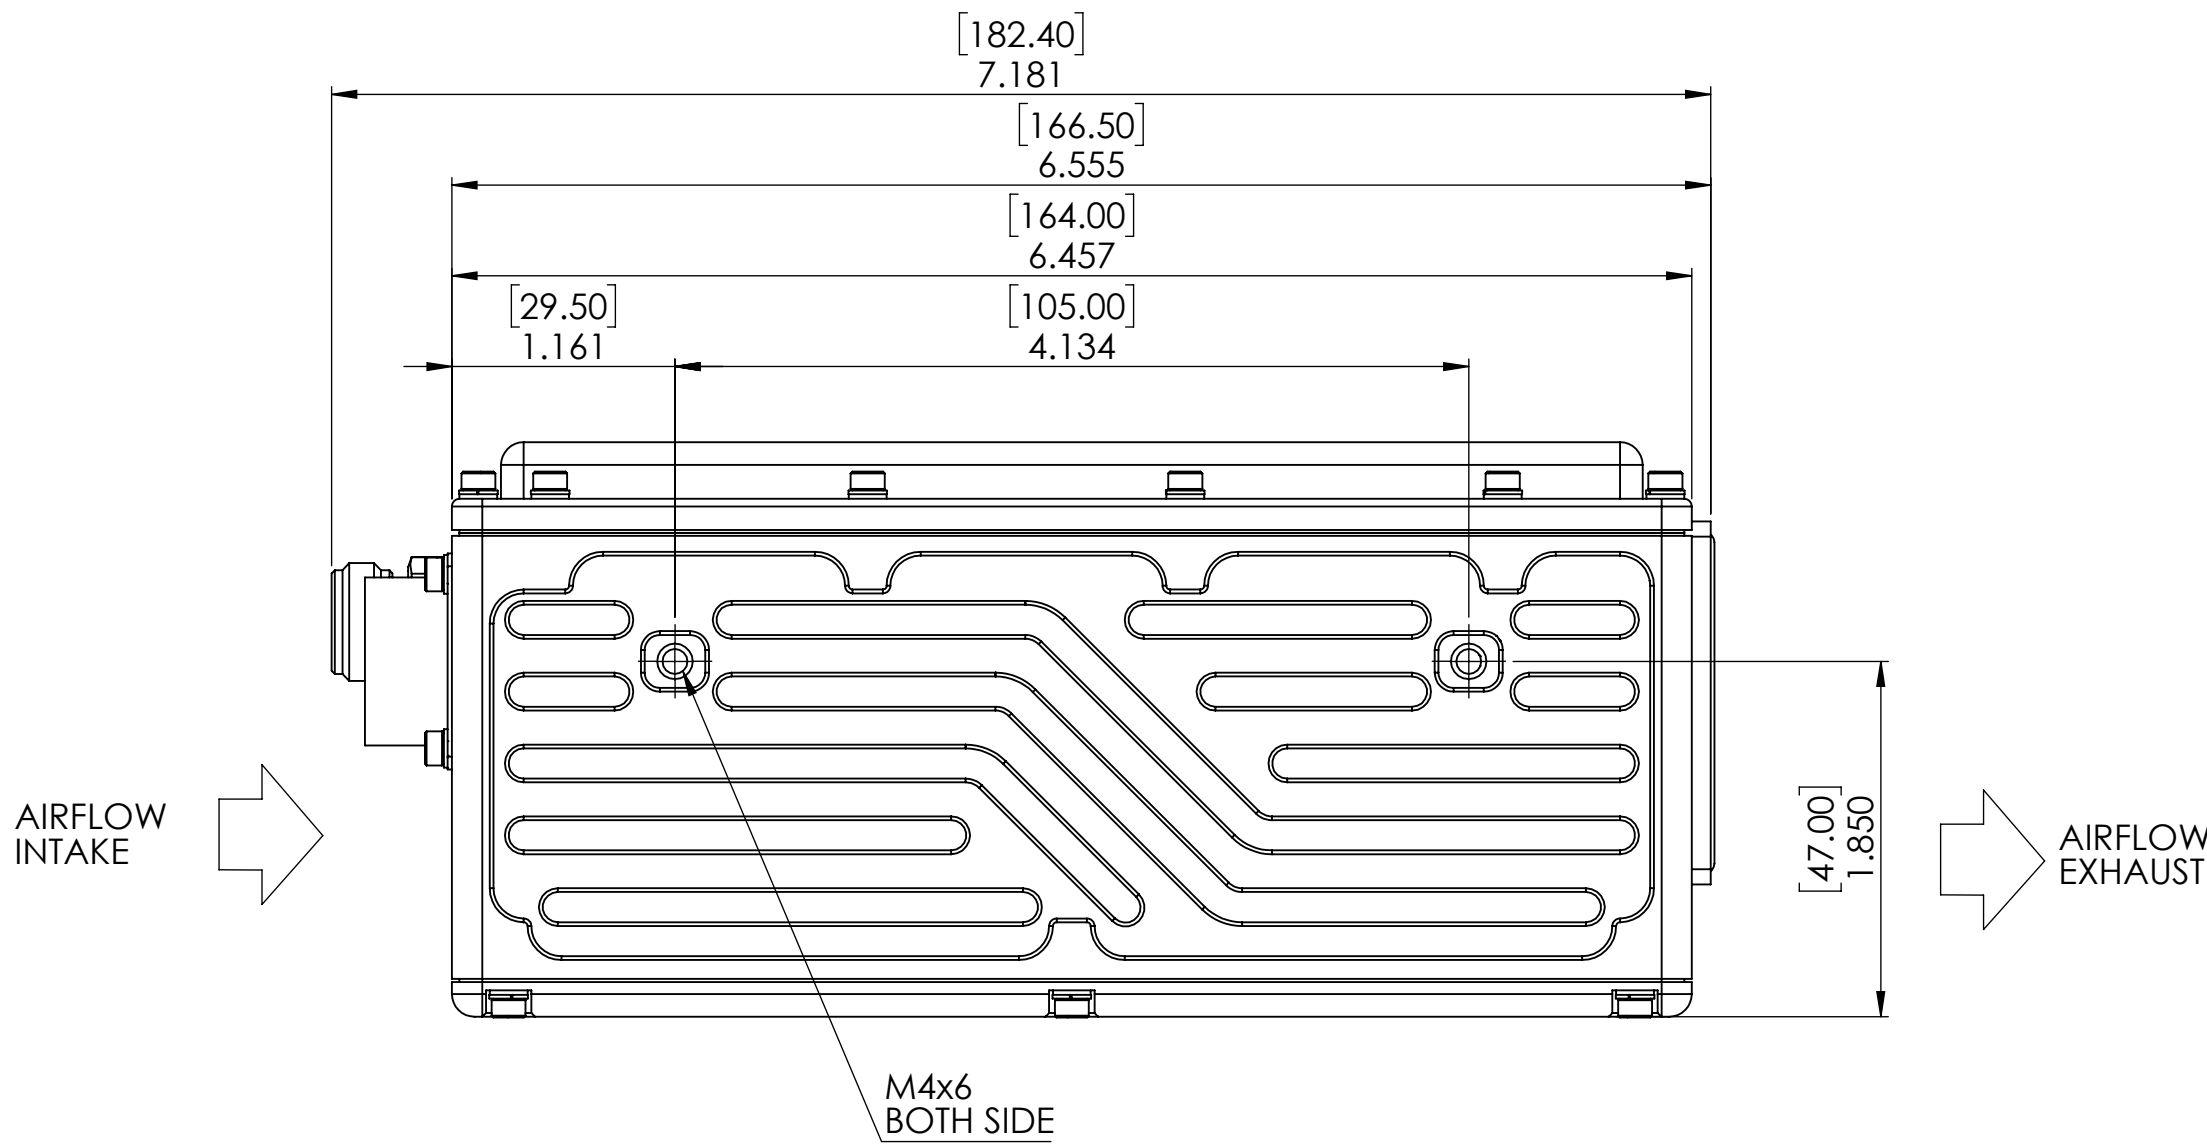 [182.40]
7.181
[166.50]
6.555
[164.00]
6.457
[29.50]
1.161
[105.00]
4.134
AIRFLOW
INTAKE
[47.00]
1.850
AIRFLOW
EXHAUST
M4x6
BOTH SIDE